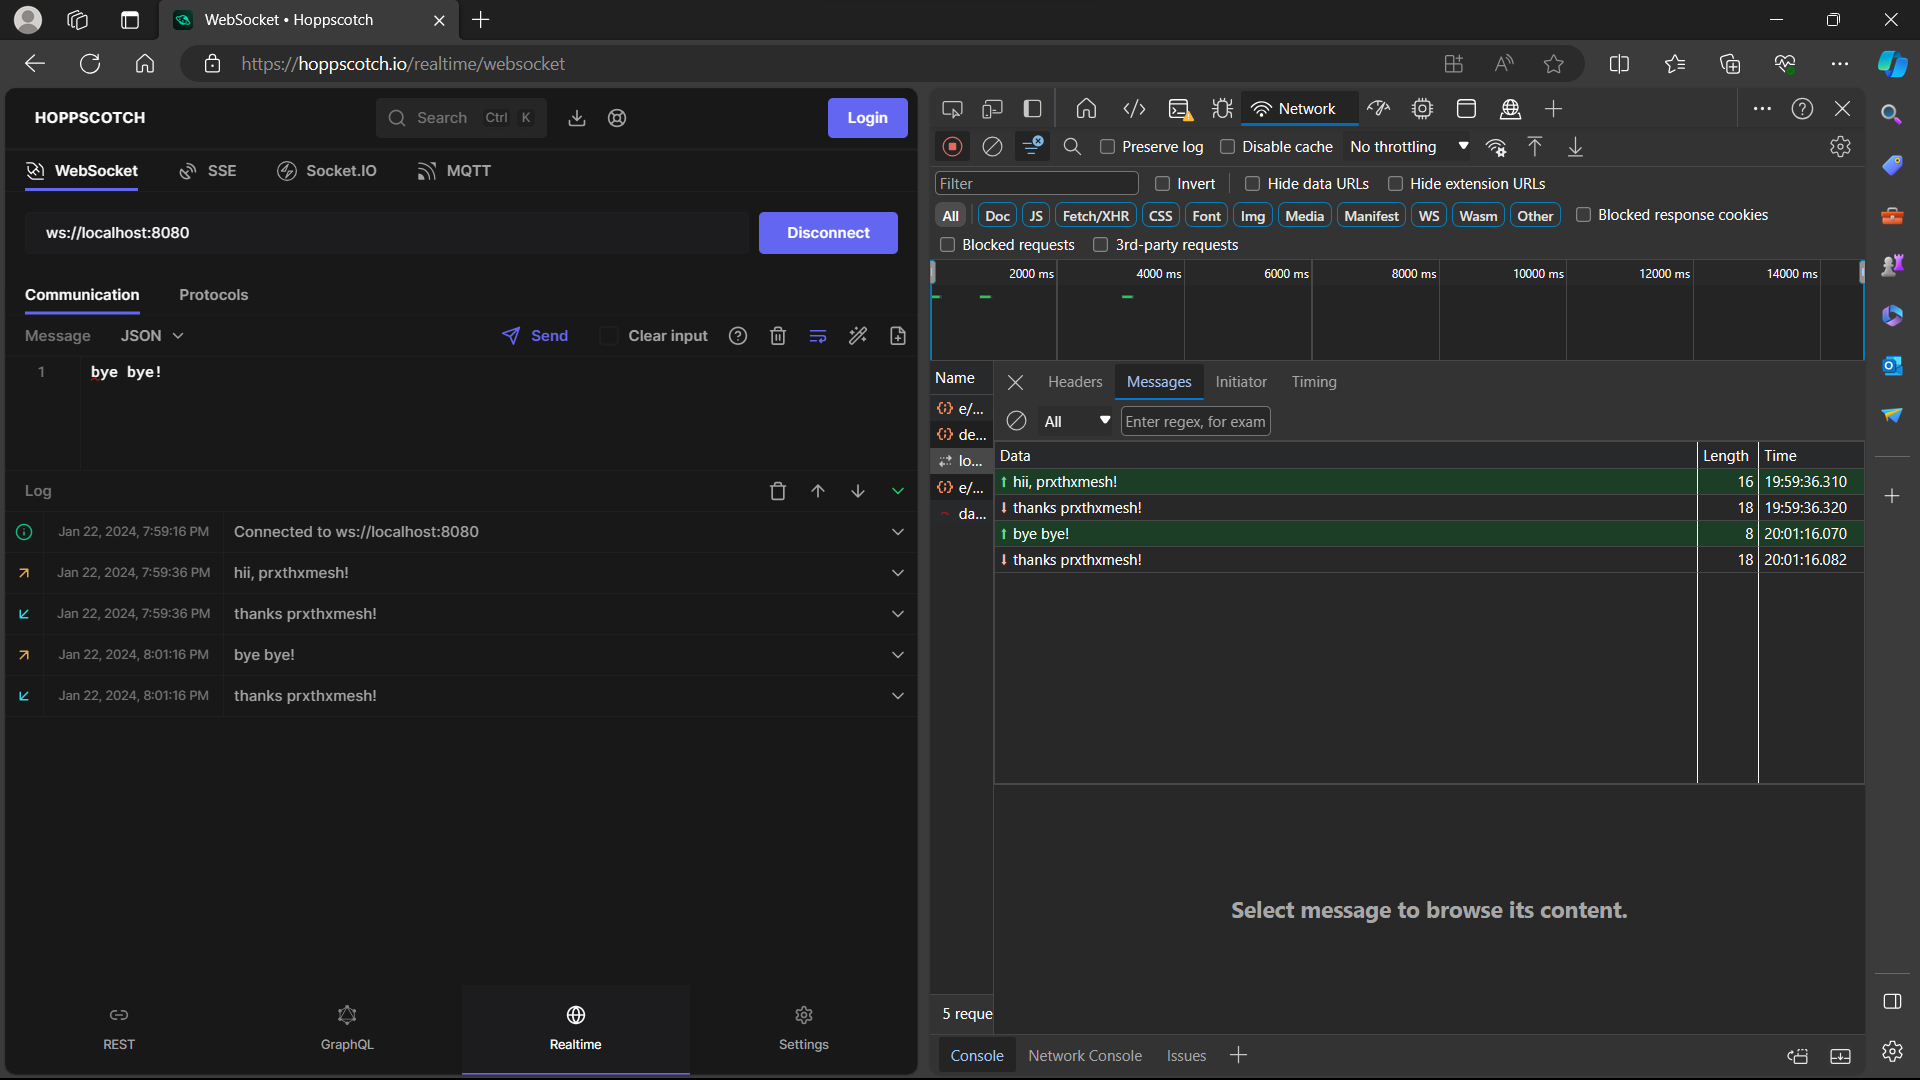 WebSocket • Hoppscotch
https://hoppscotch.io/realtime/websocket
HOPPSCOTCH
Search Ctrl K
Login
WebSocket SSE Socket.IO MQTT
ws://localhost:8080
Disconnect
Communication Protocols
Message JSON Send Clear input
1 bye bye!
Log
Jan 22, 2024, 7:59:16 PM Connected to ws://localhost:8080
Jan 22, 2024, 7:59:36 PM hii, prxthxmesh!
Jan 22, 2024, 7:59:36 PM thanks prxthxmesh!
Jan 22, 2024, 8:01:16 PM bye bye!
Jan 22, 2024, 8:01:16 PM thanks prxthxmesh!
REST GraphQL Realtime Settings
Network
Preserve log Disable cache No throttling
Filter Invert Hide data URLs Hide extension URLs
All Doc JS Fetch/XHR CSS Font Img Media Manifest WS Wasm Other Blocked response cookies
Blocked requests 3rd-party requests
2000 ms 4000 ms 6000 ms 8000 ms 10000 ms 12000 ms 14000 ms
Name
e/...
de...
lo...
e/...
da...
5 reque
Headers Messages Initiator Timing
All Enter regex, for exam
Data Length Time
hii, prxthxmesh! 16 19:59:36.310
thanks prxthxmesh! 18 19:59:36.320
bye bye! 8 20:01:16.070
thanks prxthxmesh! 18 20:01:16.082
Select message to browse its content.
Console Network Console Issues